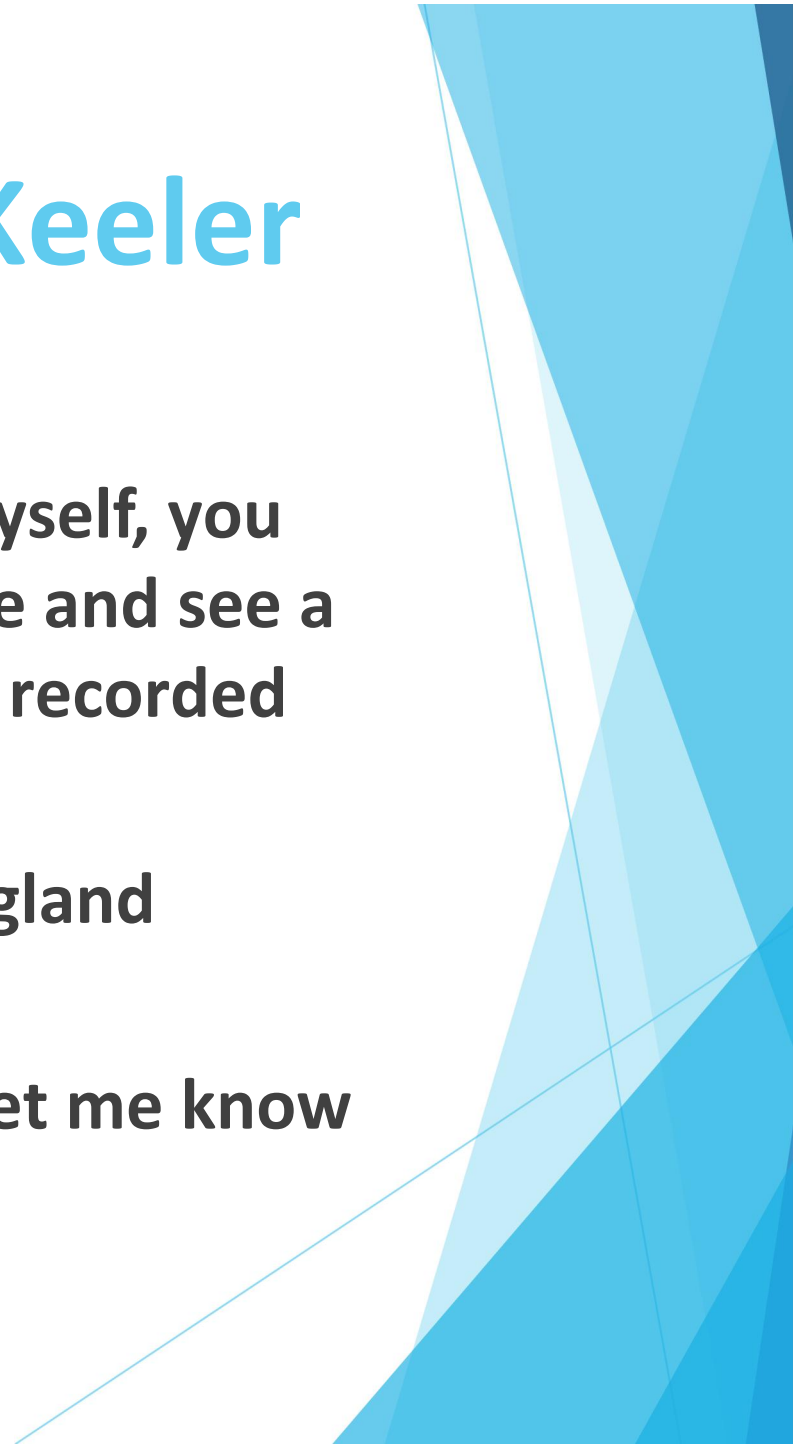 Keeler
yself, you
e and see a
recorded
gland
et me know